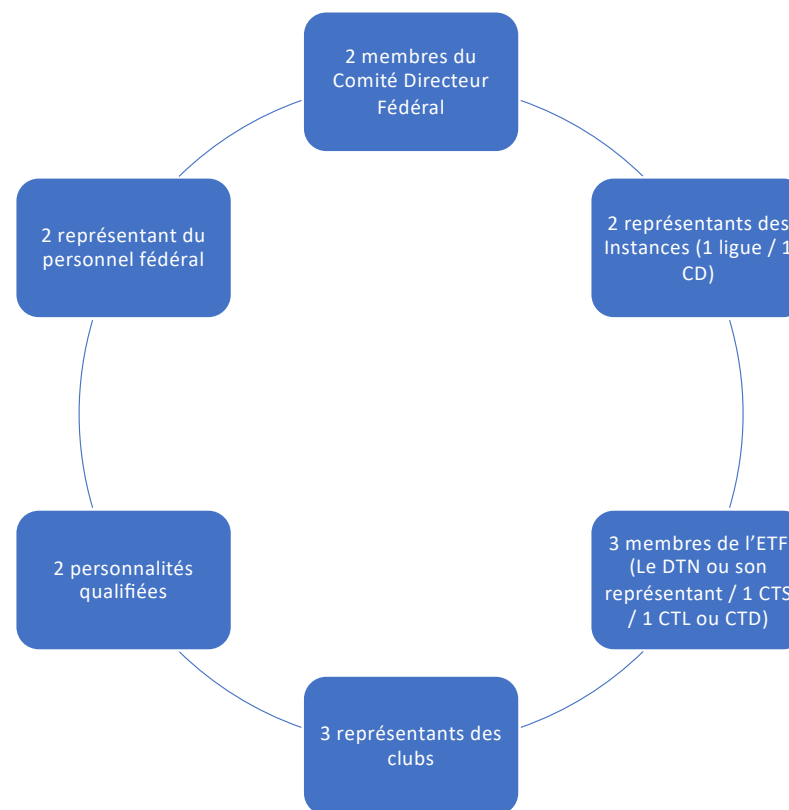 2 membres du
Comité Directeur
Fédéral
2 représentants des
Instances (1 ligue / 1
CD)
3 membres de l’ETF
(Le DTN ou son
représentant / 1 CTS
/ 1 CTL ou CTD)
3 représentants des
clubs
2 personnalités
qualifiées
2 représentant du
personnel fédéral